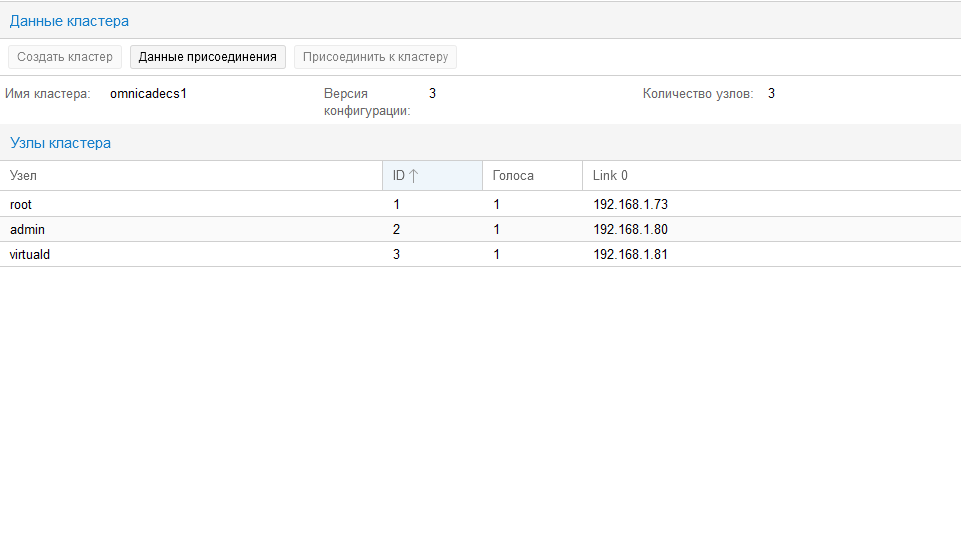 Данные кластера
Создать кластер Данные присоединения Присоединить к кластеру
Имя кластера: omnicadecs1 Версия конфигурации: 3 Количество узлов: 3
Узлы кластера
Узел ID Голоса Link 0
root 1 1 192.168.1.73
admin 2 1 192.168.1.80
virtuald 3 1 192.168.1.81